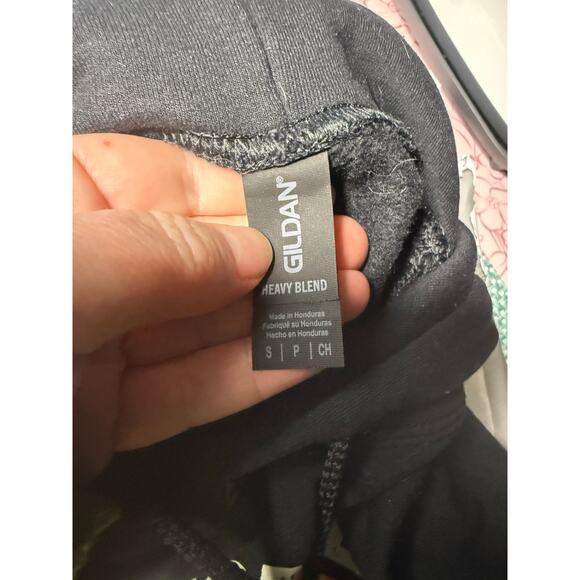 GILDAN®
HEAVY BLEND
Made in Honduras
Fabriqué au Honduras
Hecho en Honduras
S | P | CH